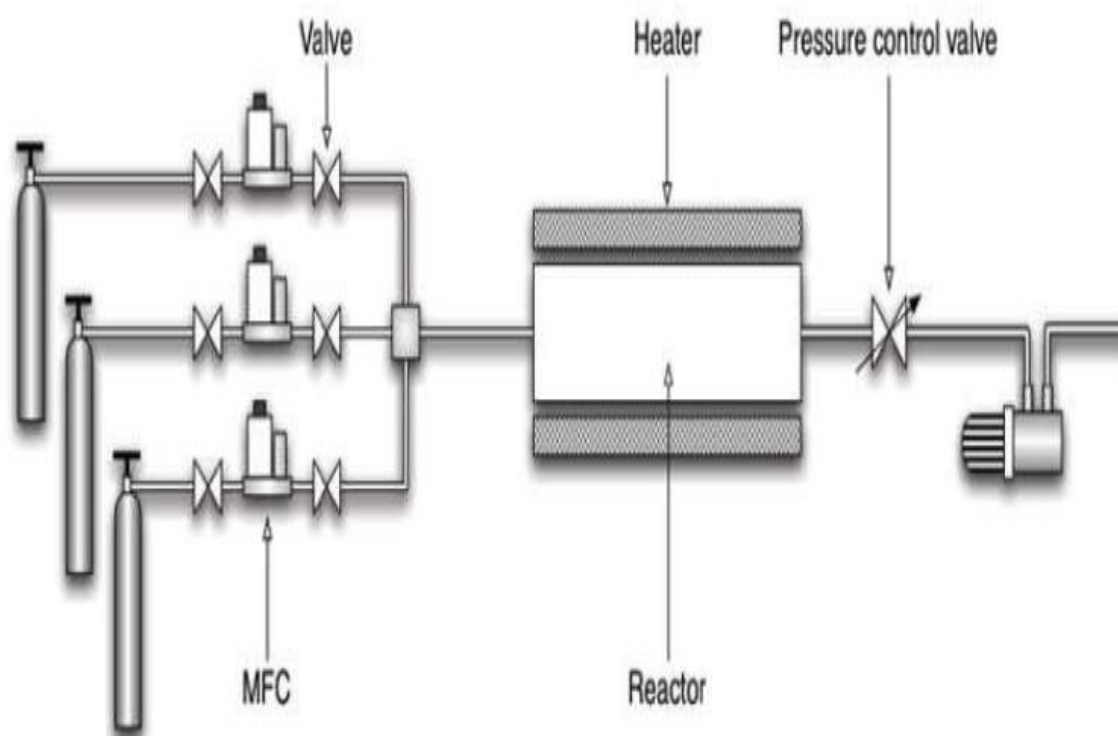 Valve
Heater
Pressure control valve
MFC
Reactor